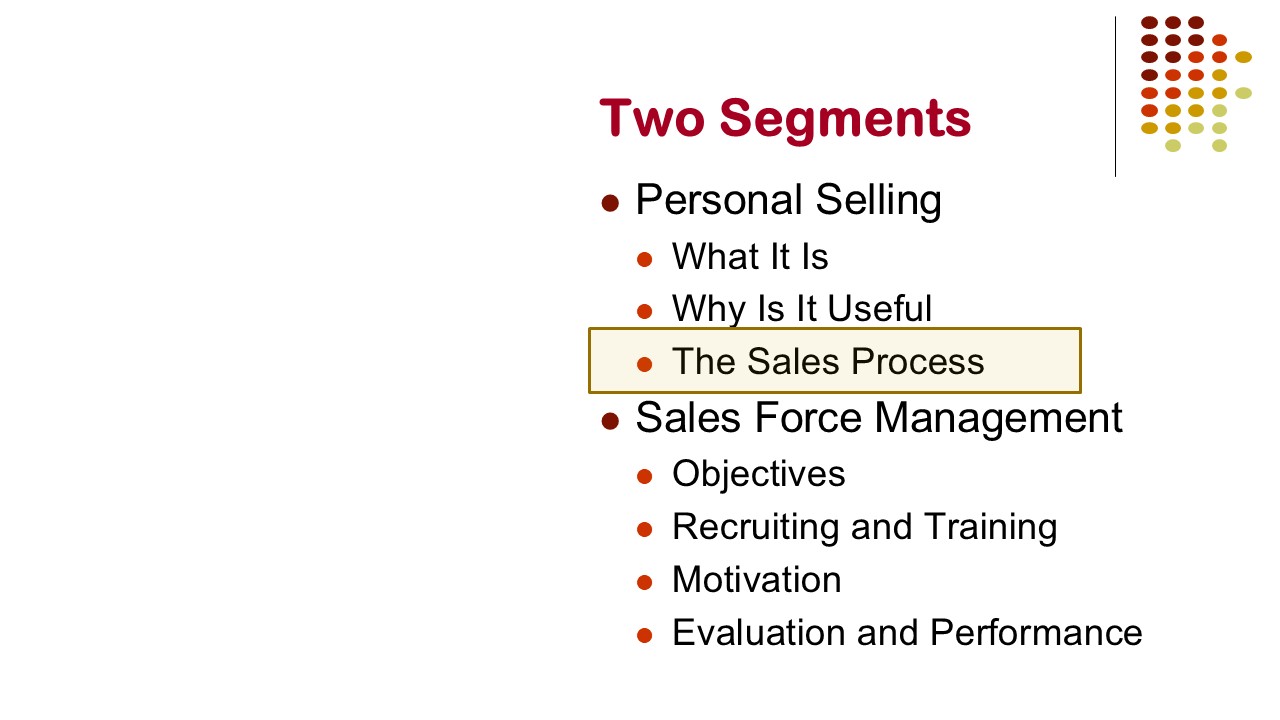 Two Segments
Personal Selling
What It Is
Why Is It Useful
The Sales Process
Sales Force Management
Objectives
Recruiting and Training
Motivation
Evaluation and Performance